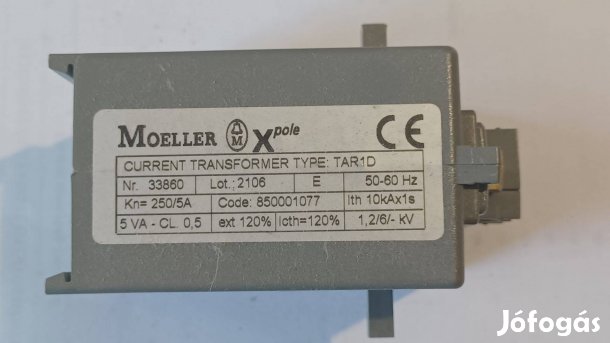 MOELLER M Xpole CE
CURRENT TRANSFORMER TYPE: TAR1D
Nr. 33860 Lot.: 2106 E 50-60 Hz
Kn= 250/5A Code: 850001077 Ith 10kAx1s
5 VA - CL. 0,5 ext 120% Icth=120% 1,2/6/- kV
Jófogás